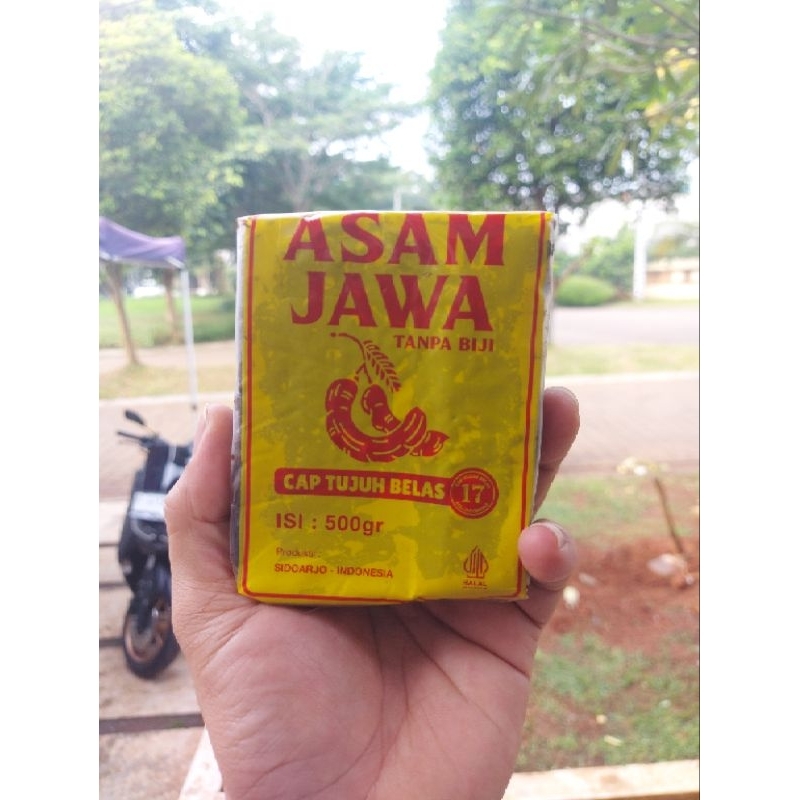 ASAM
JAWA
TANPA BIJI
CAP TUJUH BELAS
17
ISI : 500gr
Produksi :
SIDOARJO - INDONESIA
HALAL